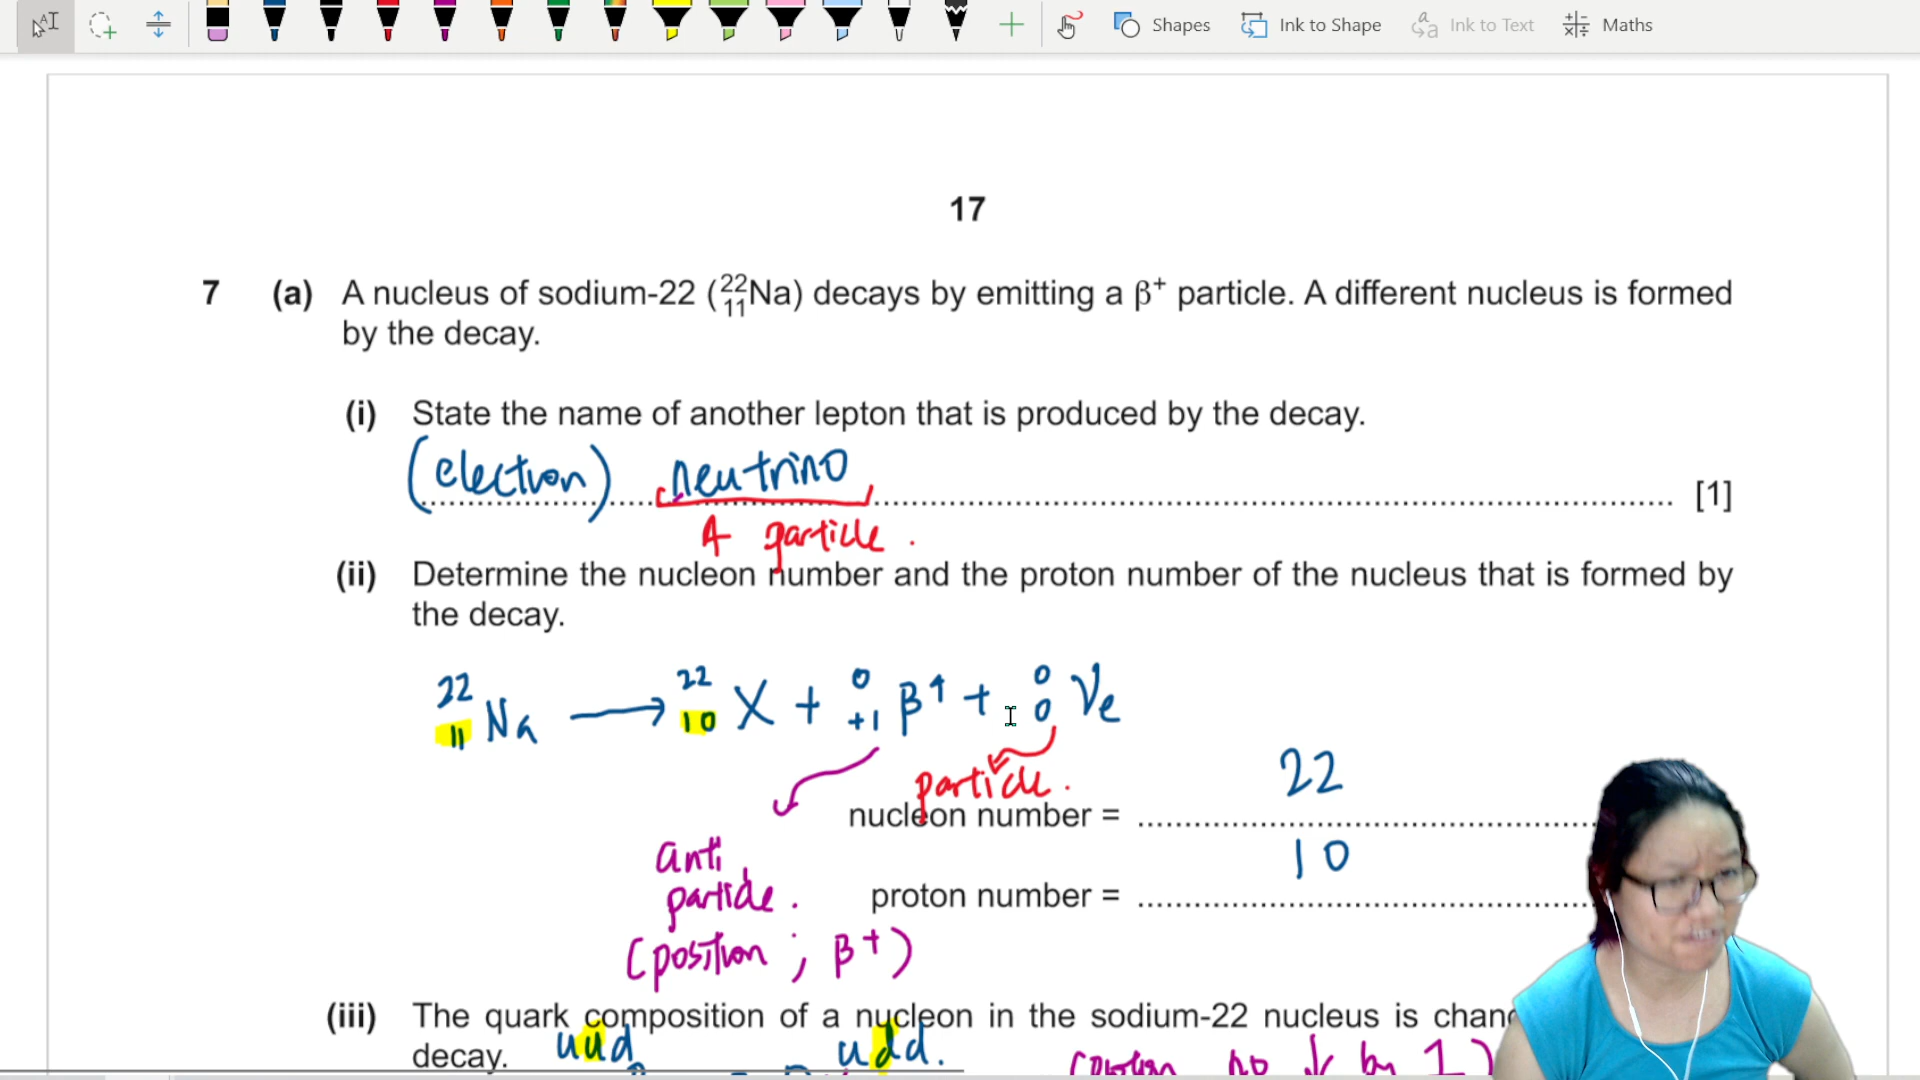 Shapes Ink to Shape Ink to Text Maths
17
7 (a) A nucleus of sodium-22 (²²₁₁Na) decays by emitting a β⁺ particle. A different nucleus is formed
by the decay.
(i) State the name of another lepton that is produced by the decay.
(electron) neutrino [1]
A particle.
(ii) Determine the nucleon number and the proton number of the nucleus that is formed by
the decay.
²²₁₁Na → ²²₁₀X + ⁰₊₁β⁺ + ⁰₀νe
particle.
nucleon number = 22
anti
particle.
proton number = 10
(positron ; β⁺)
(iii) The quark composition of a nucleon in the sodium-22 nucleus is chan
decay. uud udd. (proton no ↓ by 1)